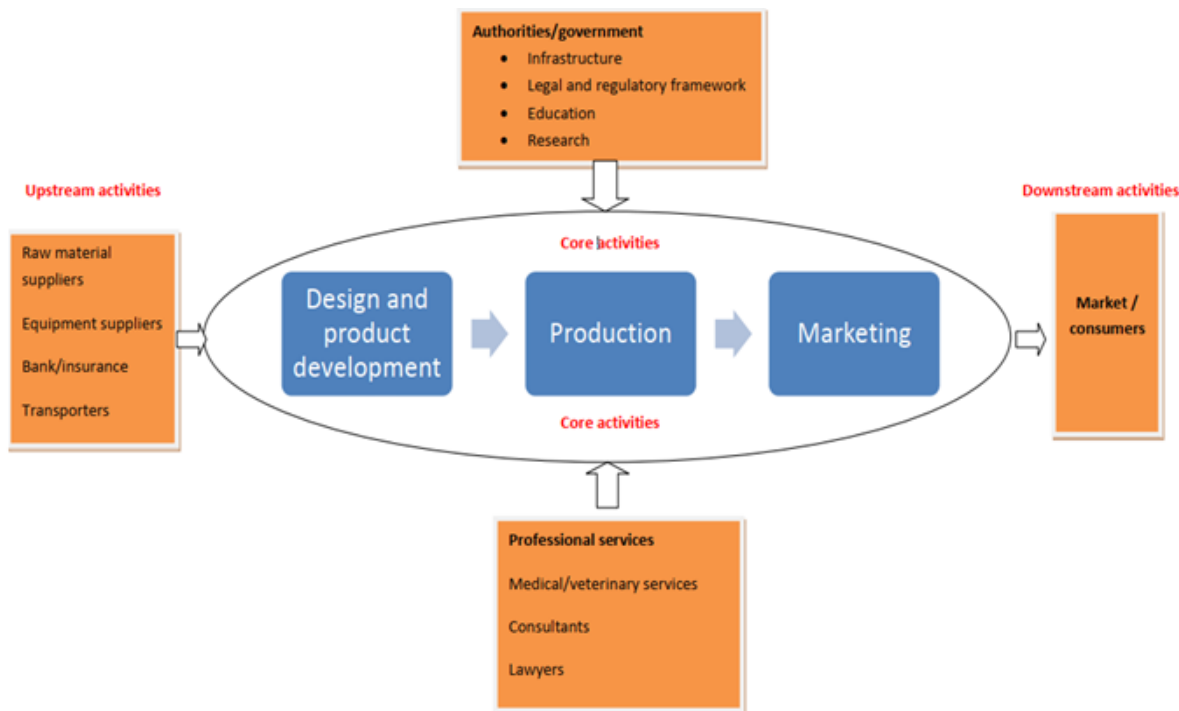 Authorities/government
• Infrastructure
• Legal and regulatory framework
• Education
• Research
Upstream activities
Downstream activities
Raw material
suppliers
Equipment suppliers
Bank/insurance
Transporters
Core activities
Design and
product
development
Production
Marketing
Core activities
Market /
consumers
Professional services
Medical/veterinary services
Consultants
Lawyers